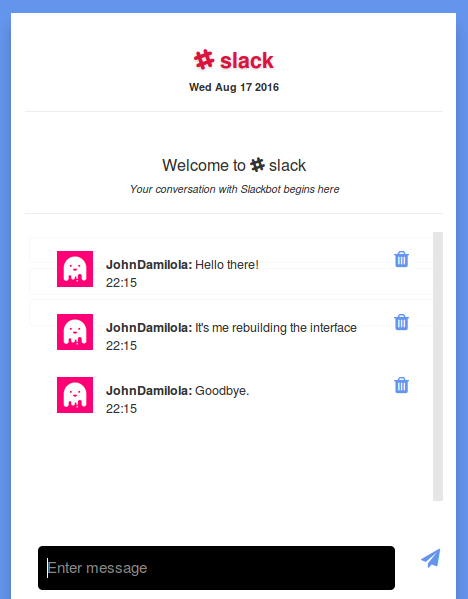 slack
Wed Aug 17 2016
Welcome to slack
Your conversation with Slackbot begins here
JohnDamilola: Hello there!
22:15
JohnDamilola: It's me rebuilding the interface
22:15
JohnDamilola: Goodbye.
22:15
Enter message